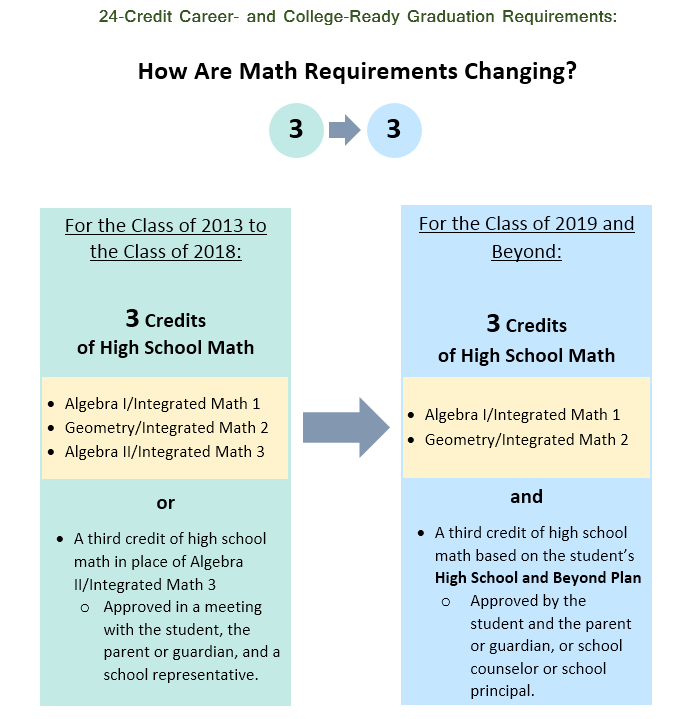 24-Credit Career- and College-Ready Graduation Requirements:
How Are Math Requirements Changing?
3
3
For the Class of 2013 to
the Class of 2018:
3 Credits
of High School Math
• Algebra I/Integrated Math 1
• Geometry/Integrated Math 2
• Algebra II/Integrated Math 3
or
• A third credit of high school
math in place of Algebra
II/Integrated Math 3
o Approved in a meeting
with the student, the
parent or guardian, and a
school representative.
For the Class of 2019 and
Beyond:
3 Credits
of High School Math
• Algebra I/Integrated Math 1
• Geometry/Integrated Math 2
and
• A third credit of high school
math based on the student's
High School and Beyond Plan
o Approved by the
student and the parent
or guardian, or school
counselor or school
principal.